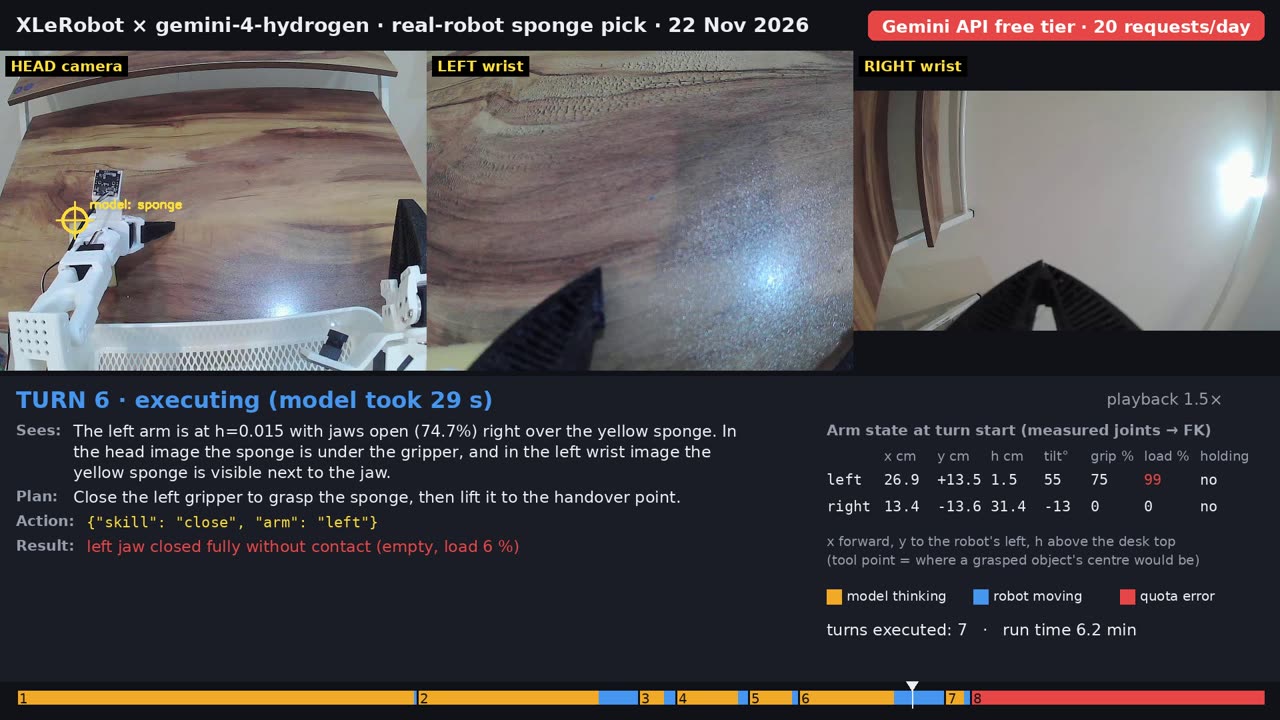 XLeRobot × gemini-4-hydrogen · real-robot sponge pick · 22 Nov 2026
Gemini API free tier · 20 requests/day
HEAD camera
LEFT wrist
RIGHT wrist
model: sponge
TURN 6 · executing (model took 29 s)
playback 1.5×
Sees: The left arm is at h=0.015 with jaws open (74.7%) right over the yellow sponge. In
the head image the sponge is under the gripper, and in the left wrist image the
yellow sponge is visible next to the jaw.
Plan: Close the left gripper to grasp the sponge, then lift it to the handover point.
Action: {"skill": "close", "arm": "left"}
Result: left jaw closed fully without contact (empty, load 6 %)
Arm state at turn start (measured joints → FK)
x cm y cm h cm tilt° grip % load % holding
left 26.9 +13.5 1.5 55 75 99 no
right 13.4 -13.6 31.4 -13 0 0 no
x forward, y to the robot's left, h above the desk top
(tool point = where a grasped object's centre would be)
model thinking robot moving quota error
turns executed: 7 · run time 6.2 min
1 2 3 4 5 6 7 8